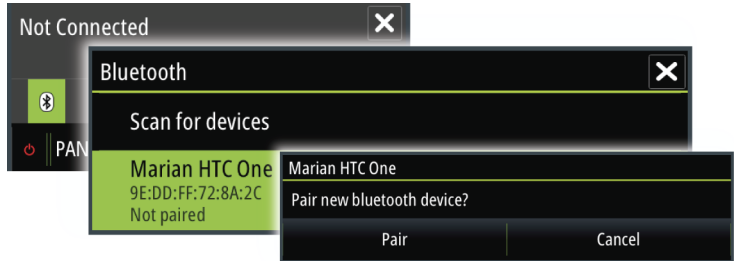 Not Connected
Bluetooth
Scan for devices
PAN
Marian HTC One
9E:DD:FF:72:8A:2C
Not paired
Marian HTC One
Pair new bluetooth device?
Pair
Cancel